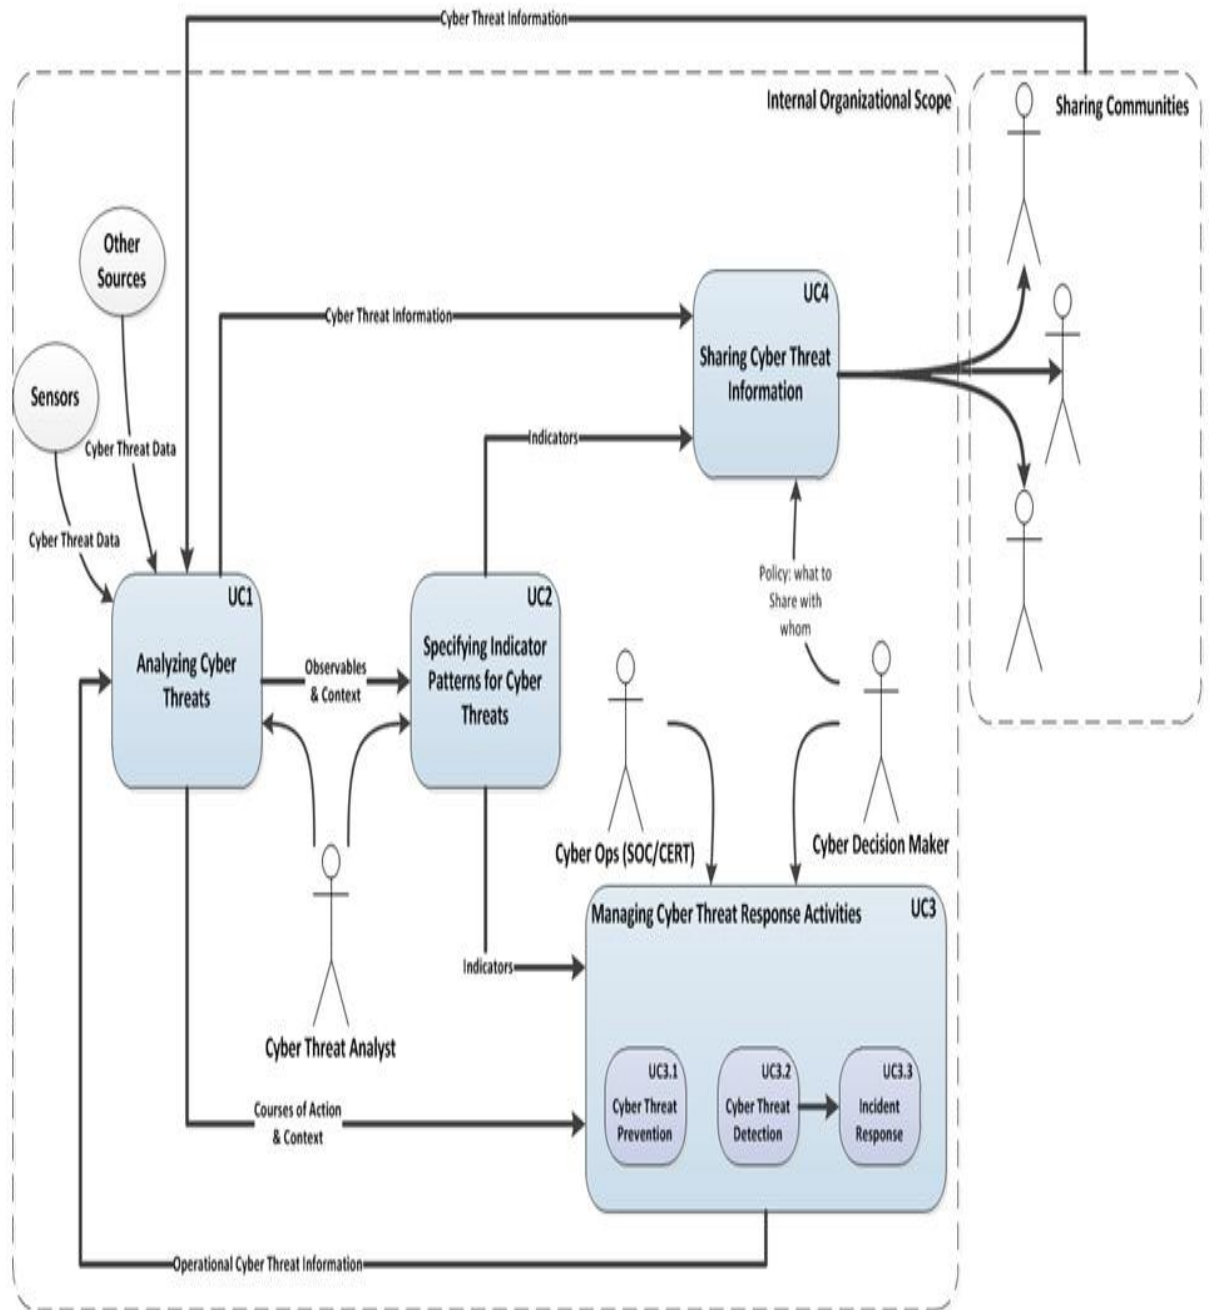 Cyber Threat Information
Internal Organizational Scope
Sharing Communities
Other
Sources
UC4
Cyber Threat Information
Sharing Cyber Threat
Information
Sensors
Indicators
Cyber Threat Data
Cyber Threat Data
Policy: what to
Share with
whom
UC1
Analyzing Cyber
Threats
Observables
& Context
UC2
Specifying Indicator
Patterns for Cyber
Threats
Cyber Ops (SOC/CERT)
Cyber Decision Maker
Cyber Threat Analyst
Managing Cyber Threat Response Activities
UC3
Indicators
UC3.1
Cyber Threat
Prevention
UC3.2
Cyber Threat
Detection
UC3.3
Incident
Response
Courses of Action
& Context
Operational Cyber Threat Information